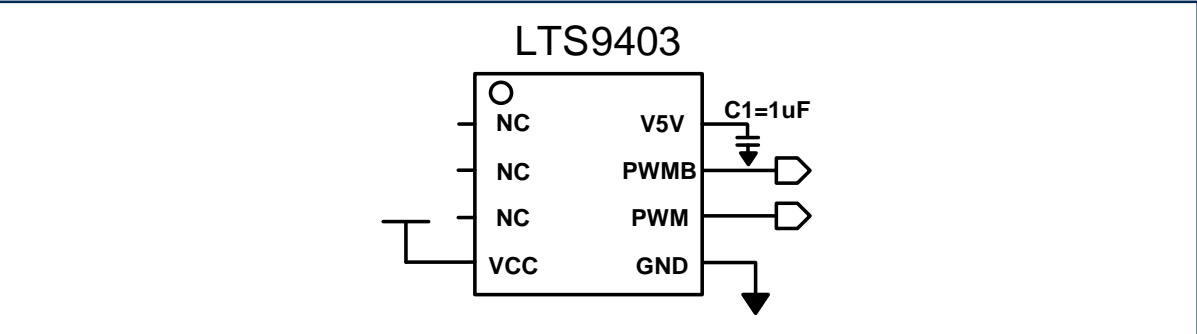 LTS9403
C1=1uF
NC V5V
NC PWMB
NC PWM
VCC GND